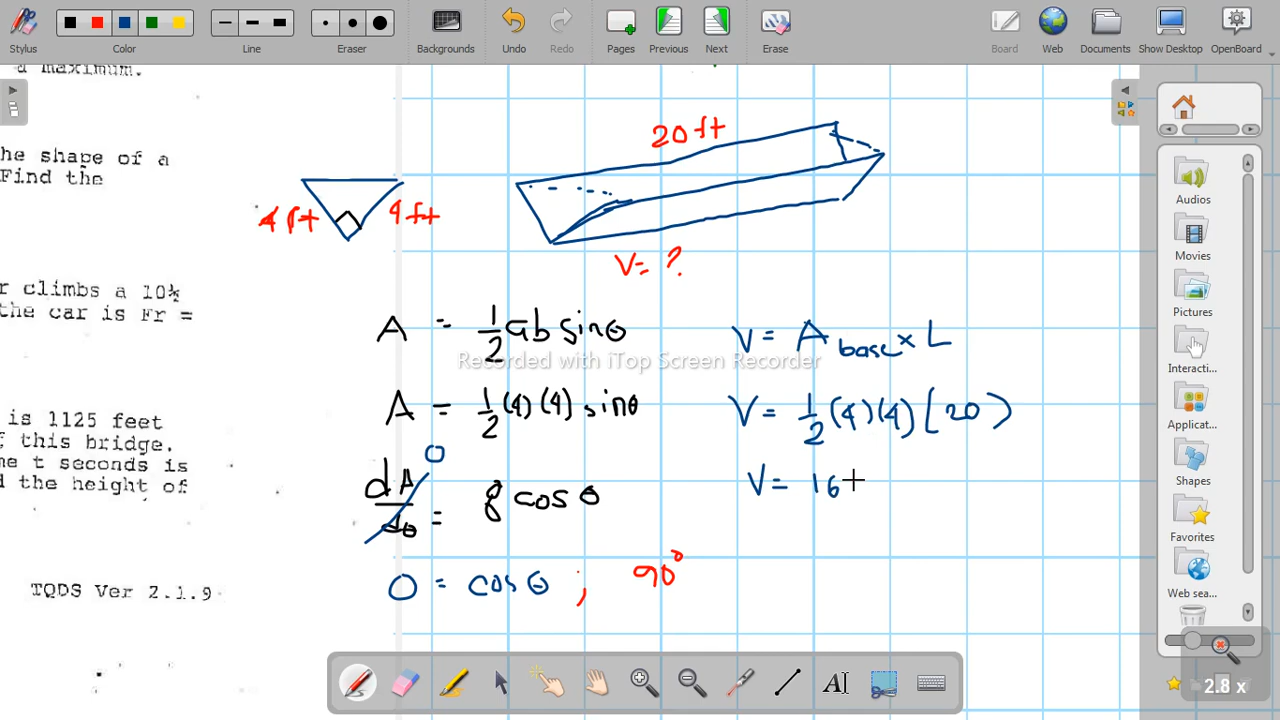 Stylus
Color
Line
Eraser
Backgrounds
Undo
Redo
Pages
Previous
Next
Erase
Board
Web
Documents
Show Desktop
OpenBoard
a maximum.
he shape of a
Find the
r climbs a 10%
the car is Fr =
is 1125 feet
this bridge.
me t seconds is
d the height of
TQDS Ver 2.1.9
4 ft
4 ft
20 ft
V = ?
A = 1/2 ab sinθ
A = 1/2 (4)(4) sinθ
0
dA/dθ = 8 cos θ
0 = cos θ ; 90°
V = A base × L
V = 1/2 (4)(4)(20)
V = 16
Recorded with iTop Screen Recorder
Audios
Movies
Pictures
Interacti...
Applicat...
Shapes
Favorites
Web sea...
2.8 x